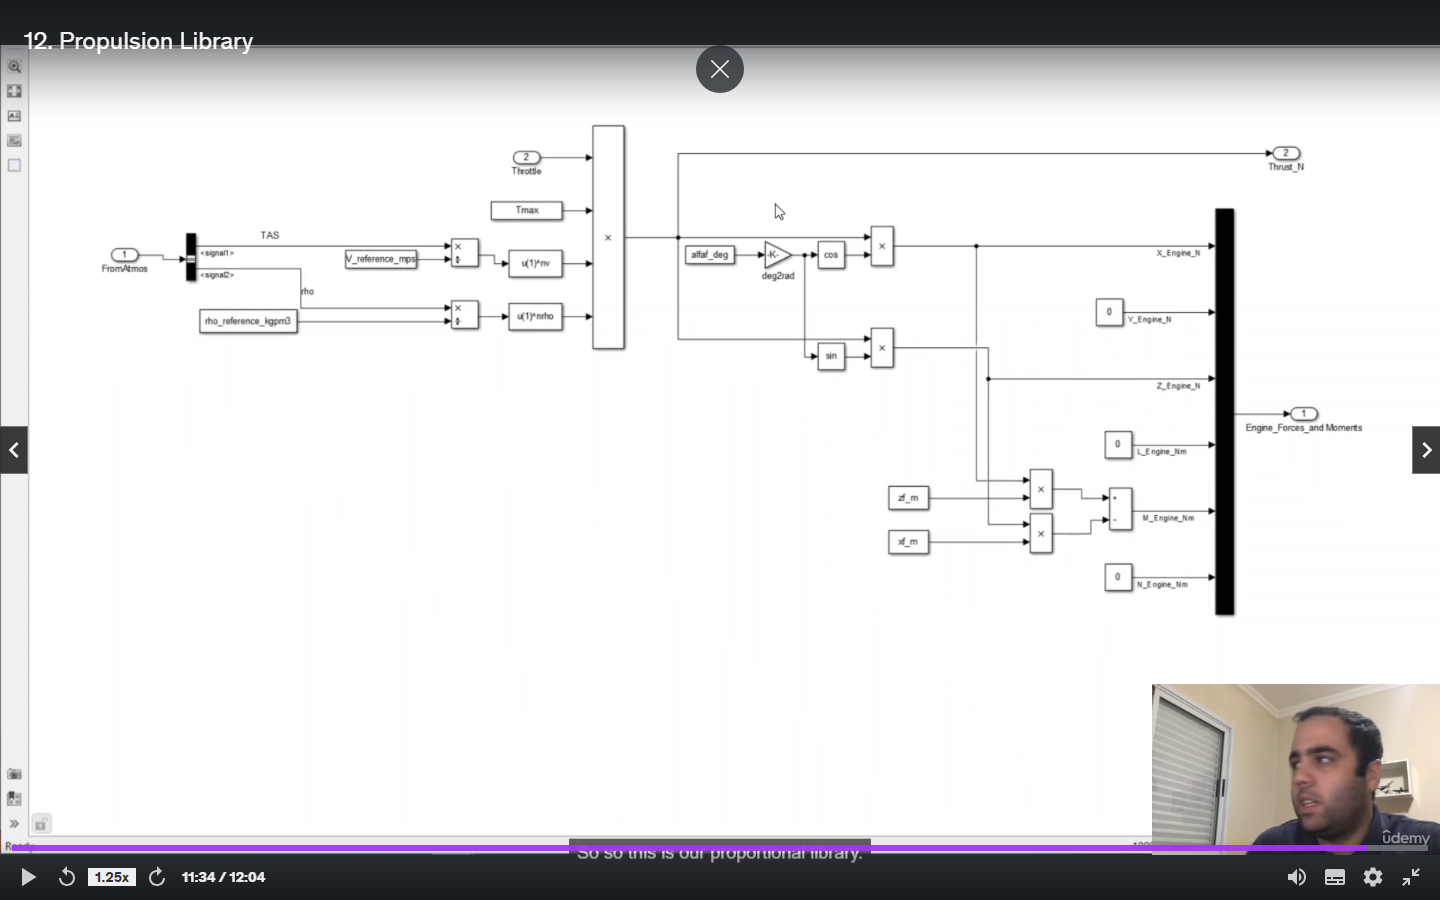 12. Propulsion Library
2
Throttle
2
Thrust_N
Tmax
×
TAS
1
FromAtmos
<signal1>
<signal2>
V_reference_mps
×
÷
u(1)^nv
alfaf_deg
-K-
deg2rad
cos
×
X_Engine_N
rho
rho_reference_kgpm3
×
÷
u(1)^nrho
0
Y_Engine_N
sin
×
Z_Engine_N
1
Engine_Forces_and Moments
0
L_Engine_Nm
zf_m
×
+
-
M_Engine_Nm
xf_m
×
0
N_Engine_Nm
So so this is our proportional library.
ûdemy
1.25x
11:34 / 12:04